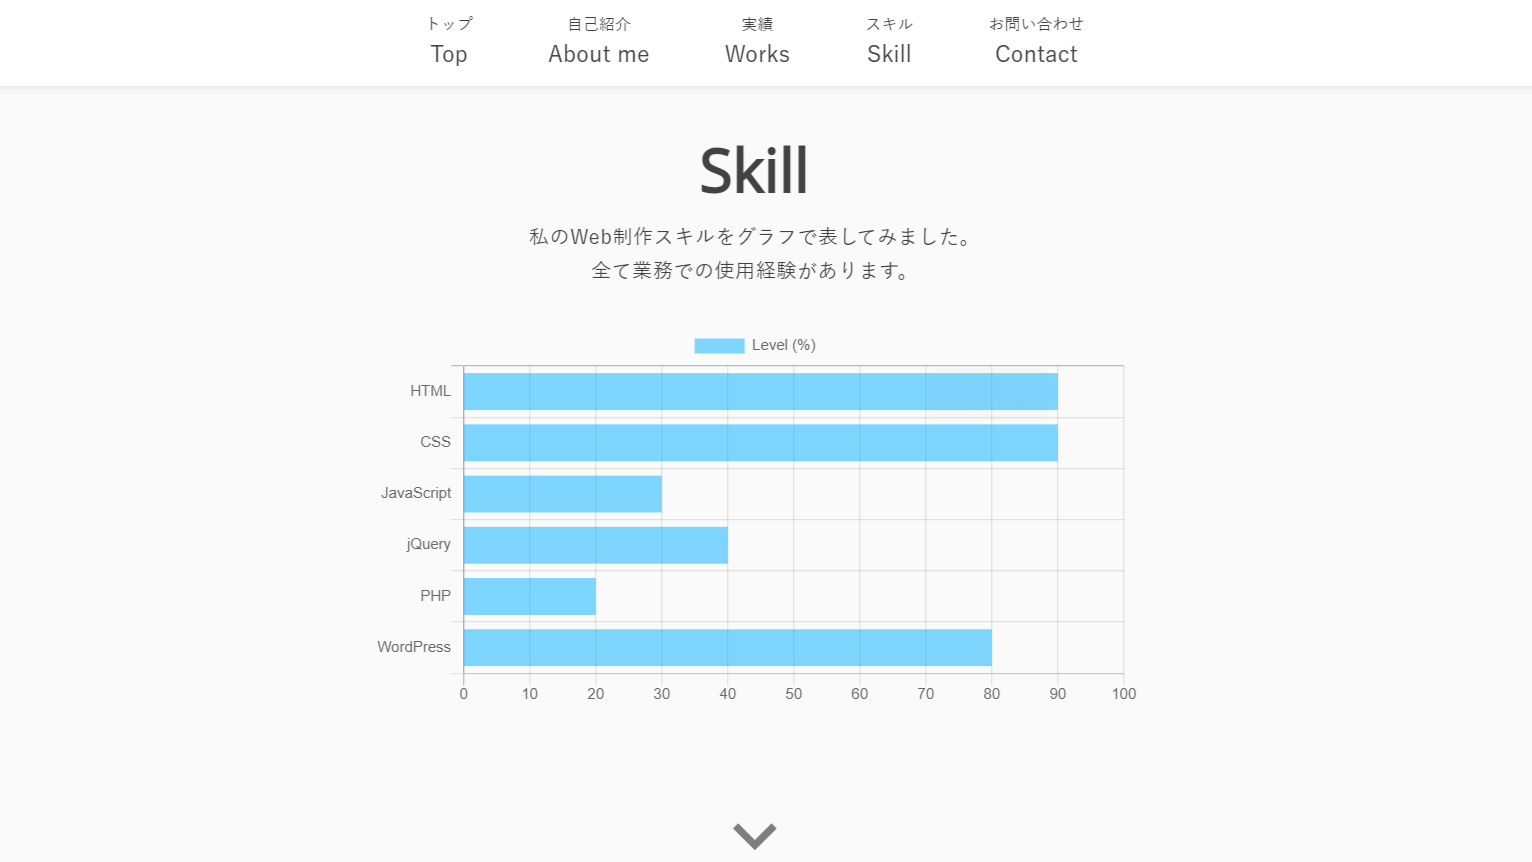 トップ 自己紹介 実績 スキル お問い合わせ
Top About me Works Skill Contact
Skill
私のWeb制作スキルをグラフで表してみました。
全て業務での使用経験があります。
Level (%)
HTML
CSS
JavaScript
jQuery
PHP
WordPress
0 10 20 30 40 50 60 70 80 90 100